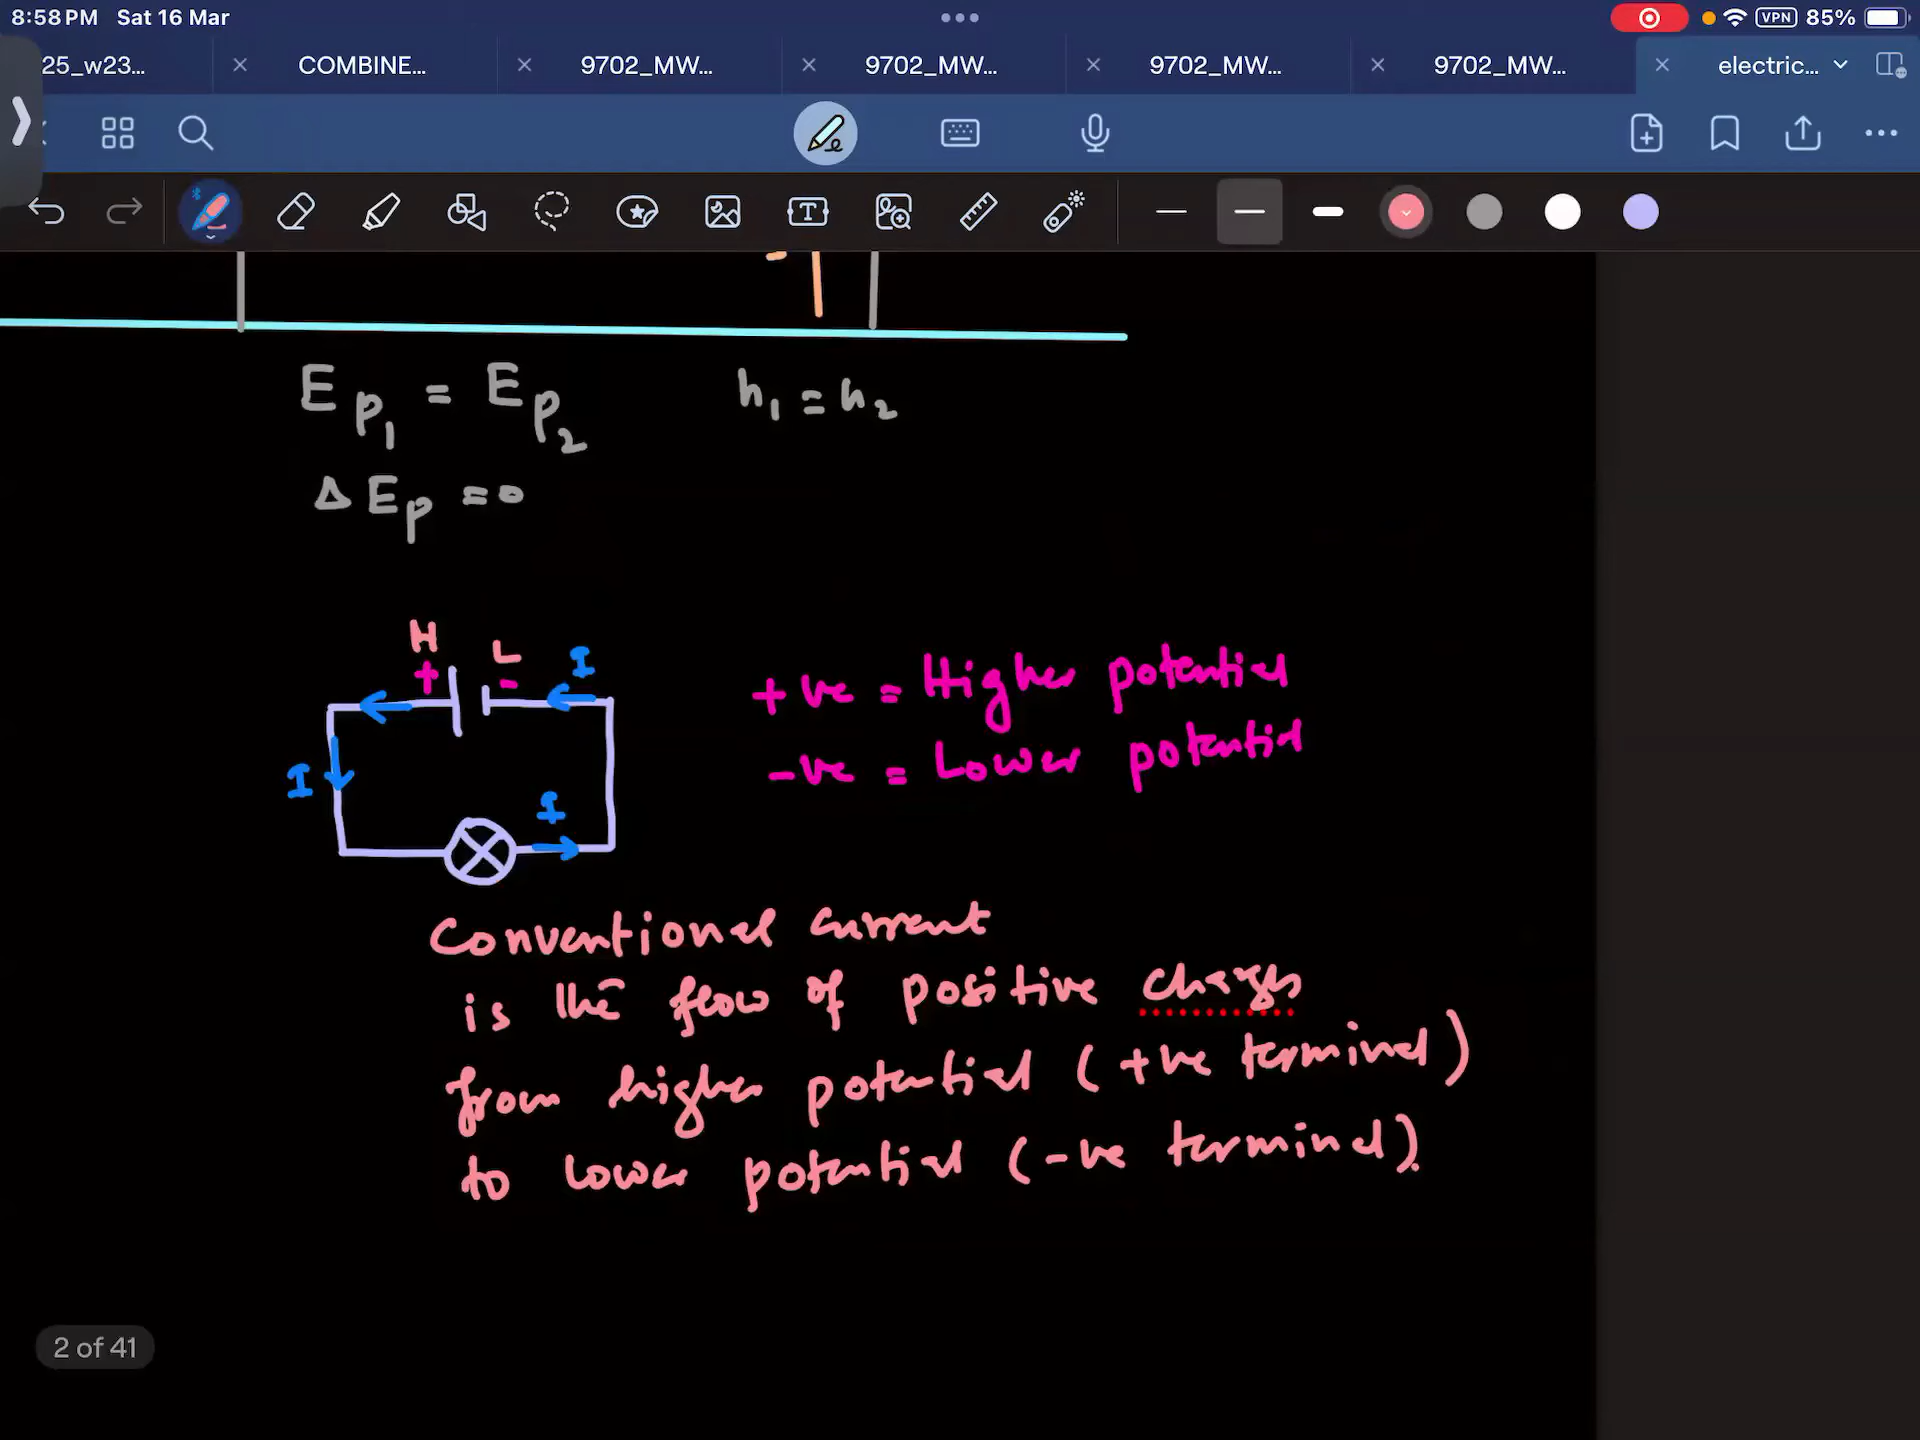 8:58 PM Sat 16 Mar
VPN 85%
25_w23...
COMBINE...
9702_MW...
9702_MW...
9702_MW...
9702_MW...
electric...
Ep1 = Ep2
h1 = h2
ΔEp = 0
H
L
+
-
I
I
I
+ve = Higher potential
-ve = Lower potential
Conventional current
is the flow of positive charges
from higher potential (+ve terminal)
to lower potential (-ve terminal).
2 of 41